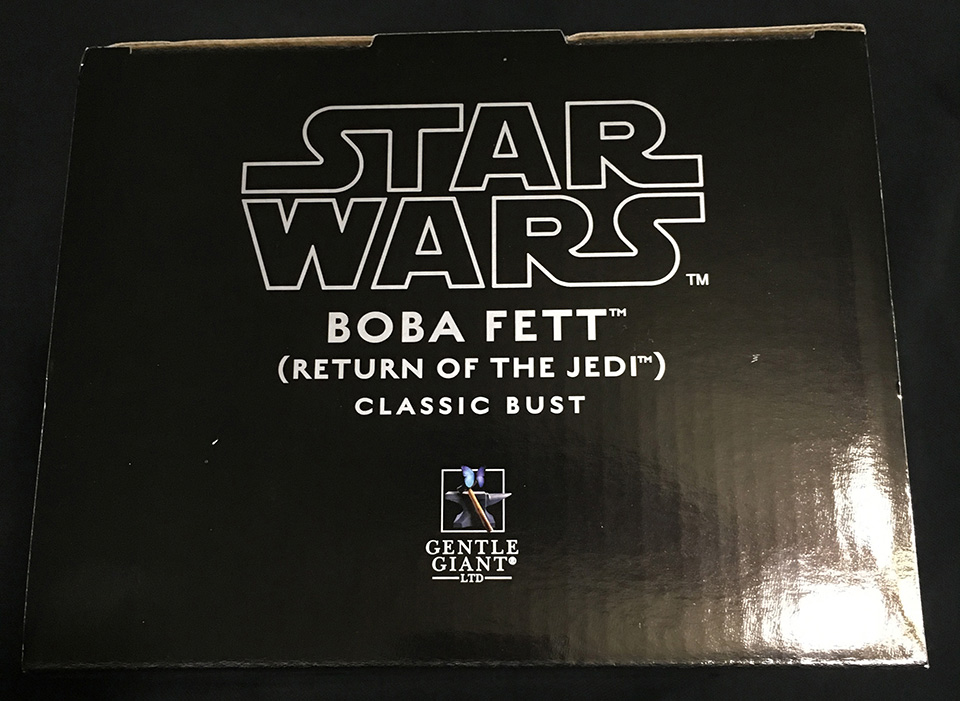 STAR
WARS™
BOBA FETT™
(RETURN OF THE JEDI™)
CLASSIC BUST
GENTLE
GIANT®
LTD